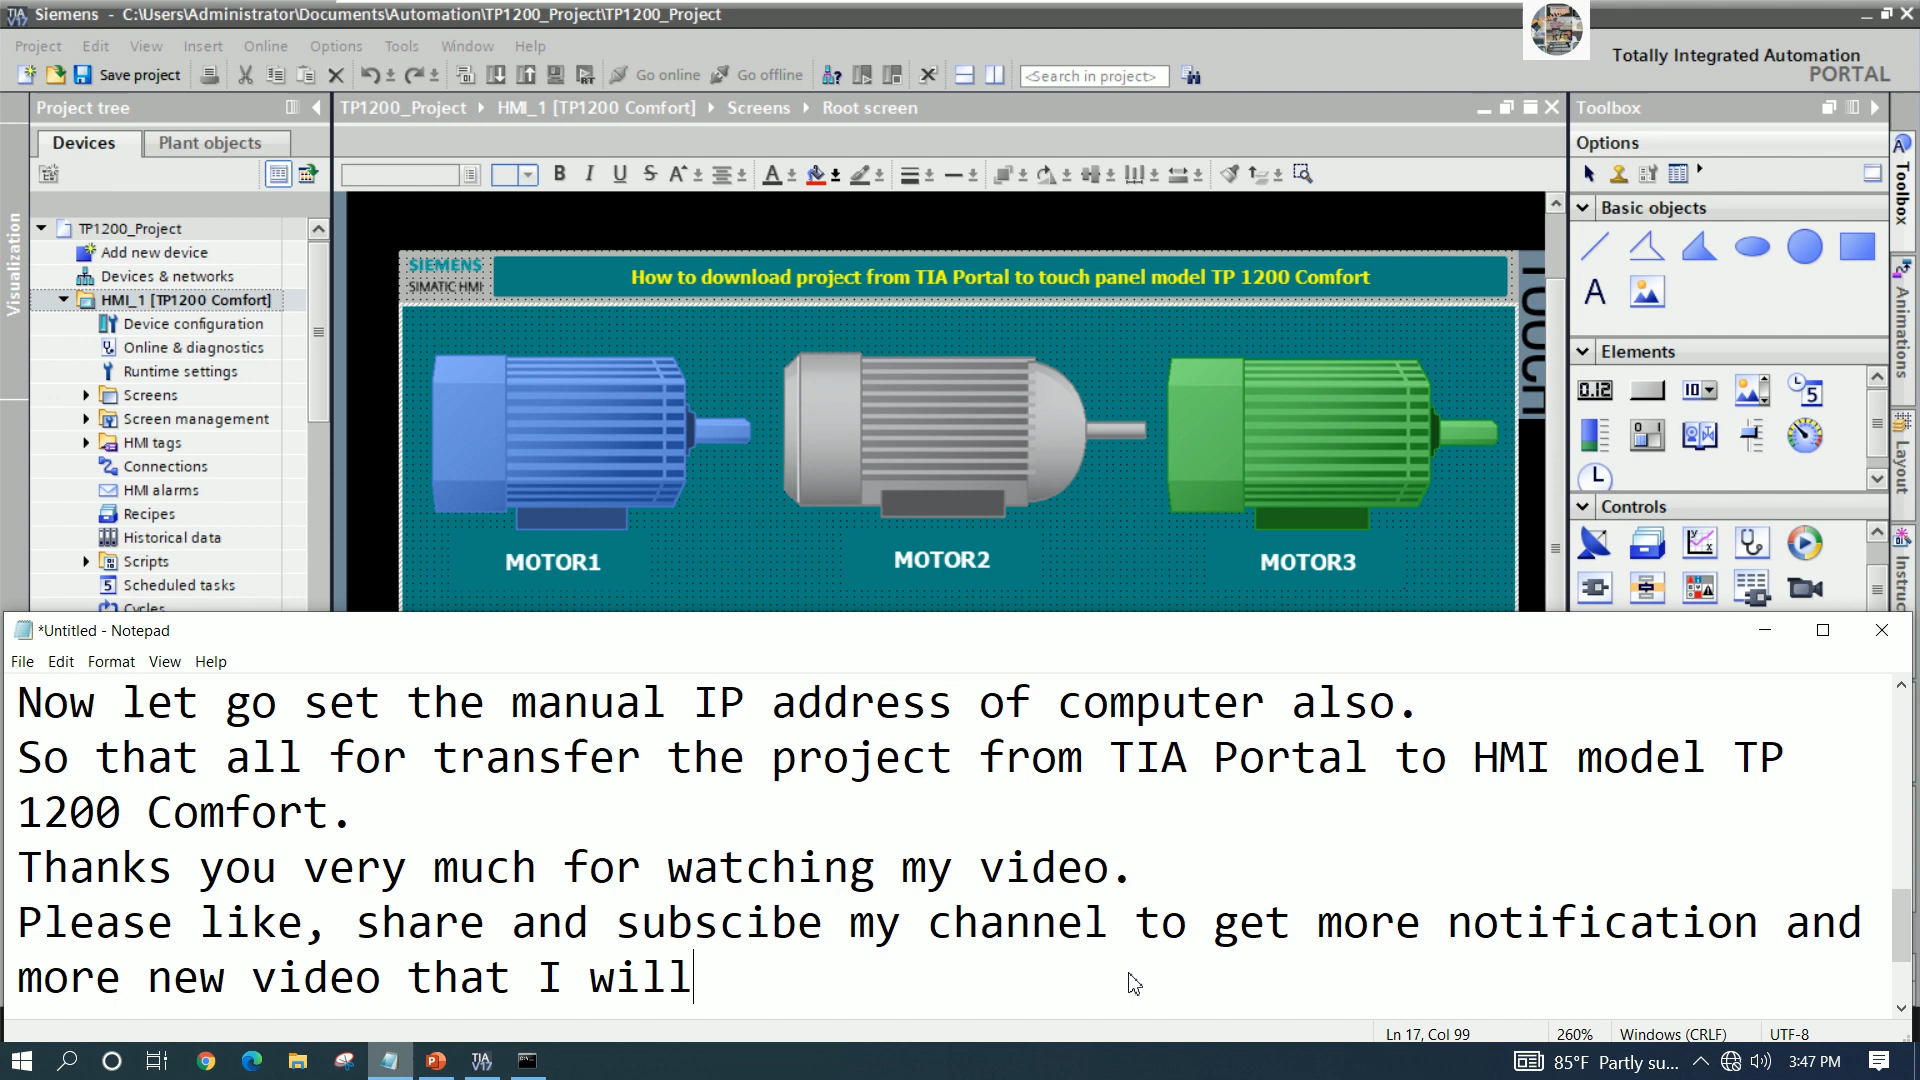 Siemens - C:\Users\Administrator\Documents\Automation\TP1200_Project\TP1200_Project
Project Edit View Insert Online Options Tools Window Help
Totally Integrated Automation
PORTAL
Save project
Go online
Go offline
<Search in project>
Project tree
TP1200_Project HMI_1 [TP1200 Comfort] Screens Root screen
Toolbox
Devices
Plant objects
Options
B I U S A
Visualization
TP1200_Project
Add new device
Devices & networks
HMI_1 [TP1200 Comfort]
Device configuration
Online & diagnostics
Runtime settings
Screens
Screen management
HMI tags
Connections
HMI alarms
Recipes
Historical data
Scripts
Scheduled tasks
Cycles
SIEMENS
SIMATIC HMI
How to download project from TIA Portal to touch panel model TP 1200 Comfort
TOUCH
MOTOR1
MOTOR2
MOTOR3
Basic objects
A
Elements
0.12
10
5
0 1
Controls
Toolbox
Animations
Layout
Instruc
*Untitled - Notepad
File Edit Format View Help
Now let go set the manual IP address of computer also.
So that all for transfer the project from TIA Portal to HMI model TP
1200 Comfort.
Thanks you very much for watching my video.
Please like, share and subscibe my channel to get more notification and
more new video that I will
Ln 17, Col 99
260%
Windows (CRLF)
UTF-8
85°F Partly su...
3:47 PM